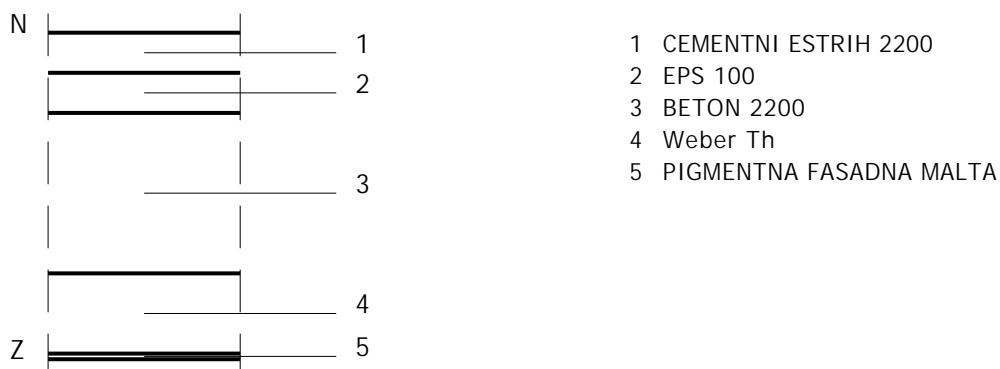 N
1
2
3
4
Z
5
1 CEMENTNI ESTRIH 2200
2 EPS 100
3 BETON 2200
4 Weber Th
5 PIGMENTNA FASADNA MALTA